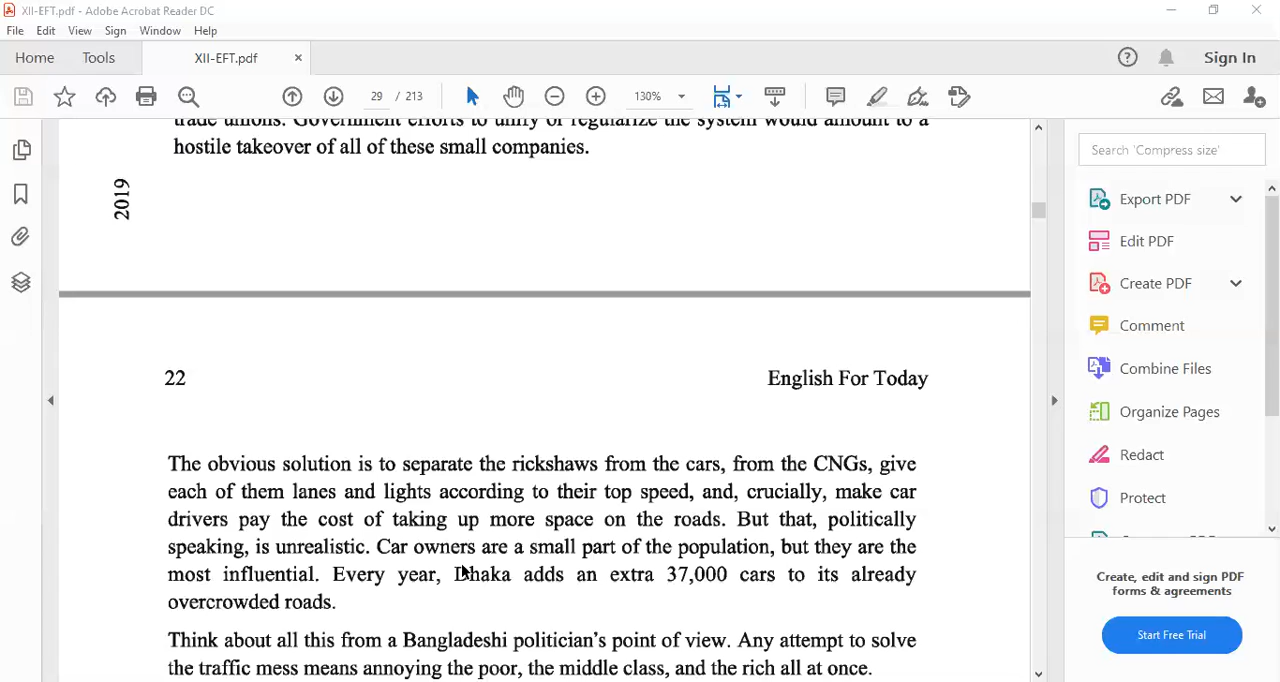 XII-EFT.pdf - Adobe Acrobat Reader DC
File Edit View Sign Window Help
Home Tools XII-EFT.pdf × Sign In
29 / 213 130%
trade unions. Government efforts to unify or regularize the system would amount to a
hostile takeover of all of these small companies.
2019
22 English For Today
The obvious solution is to separate the rickshaws from the cars, from the CNGs, give
each of them lanes and lights according to their top speed, and, crucially, make car
drivers pay the cost of taking up more space on the roads. But that, politically
speaking, is unrealistic. Car owners are a small part of the population, but they are the
most influential. Every year, Dhaka adds an extra 37,000 cars to its already
overcrowded roads.
Think about all this from a Bangladeshi politician's point of view. Any attempt to solve
the traffic mess means annoying the poor, the middle class, and the rich all at once.
Search 'Compress size'
Export PDF
Edit PDF
Create PDF
Comment
Combine Files
Organize Pages
Redact
Protect
Create, edit and sign PDF
forms & agreements
Start Free Trial